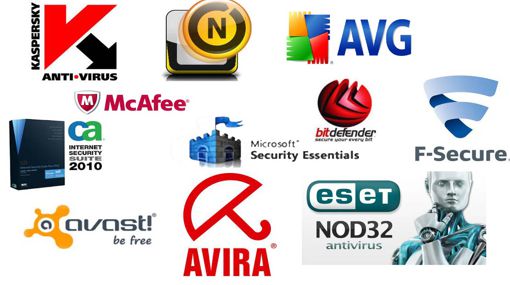 KASPERSKY
ANTI·VIRUS
N
AVG
McAfee®
ca
INTERNET
SECURITY
SUITE
2010
Microsoft®
Security Essentials
bitdefender
secure your every bit
F-Secure.
avast!®
be free
AVIRA®
eset®
NOD32
antivirus